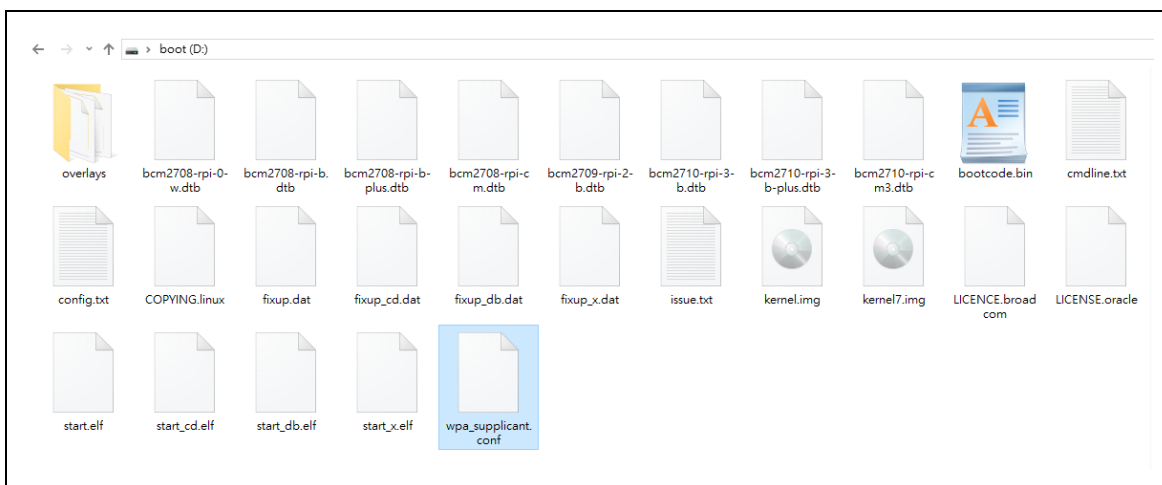 boot (D:)
overlays
bcm2708-rpi-0-
w.dtb
bcm2708-rpi-b.
dtb
bcm2708-rpi-b-
plus.dtb
bcm2708-rpi-c
m.dtb
bcm2709-rpi-2-
b.dtb
bcm2710-rpi-3-
b.dtb
bcm2710-rpi-3-
b-plus.dtb
bcm2710-rpi-c
m3.dtb
bootcode.bin
cmdline.txt
config.txt
COPYING.linux
fixup.dat
fixup_cd.dat
fixup_db.dat
fixup_x.dat
issue.txt
kernel.img
kernel7.img
LICENCE.broad
com
LICENSE.oracle
start.elf
start_cd.elf
start_db.elf
start_x.elf
wpa_supplicant.
conf